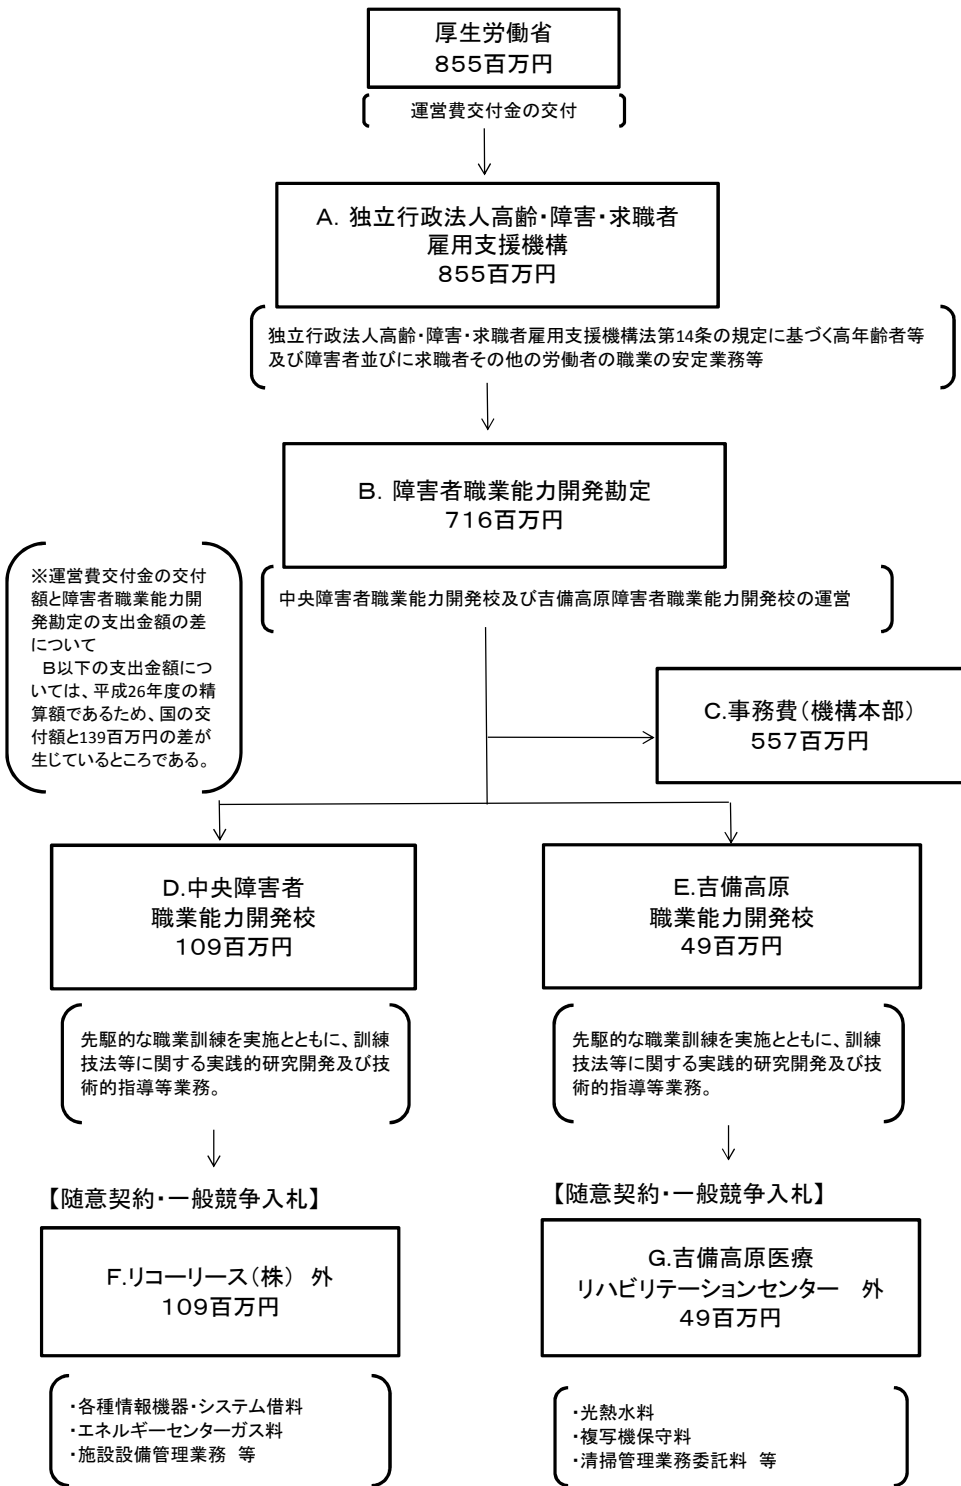 厚生労働省
855百万円
運営費交付金の交付
A. 独立行政法人高齢・障害・求職者
雇用支援機構
855百万円
独立行政法人高齢・障害・求職者雇用支援機構法第14条の規定に基づく高年齢者等
及び障害者並びに求職者その他の労働者の職業の安定業務等
B. 障害者職業能力開発勘定
716百万円
※運営費交付金の交付
額と障害者職業能力開
発勘定の支出金額の差
について
　B以下の支出金額につ
いては、平成26年度の精
算額であるため、国の交
付額と139百万円の差が
生じているところである。
中央障害者職業能力開発校及び吉備高原障害者職業能力開発校の運営
C.事務費（機構本部）
557百万円
D.中央障害者
職業能力開発校
109百万円
E.吉備高原
職業能力開発校
49百万円
先駆的な職業訓練を実施とともに、訓練
技法等に関する実践的研究開発及び技
術的指導等業務。
先駆的な職業訓練を実施とともに、訓練
技法等に関する実践的研究開発及び技
術的指導等業務。
【随意契約・一般競争入札】
【随意契約・一般競争入札】
F.リコーリース（株）　外
109百万円
G.吉備高原医療
リハビリテーションセンター　外
49百万円
・各種情報機器・システム借料
・エネルギーセンターガス料
・施設設備管理業務　等
・光熱水料
・複写機保守料
・清掃管理業務委託料　等